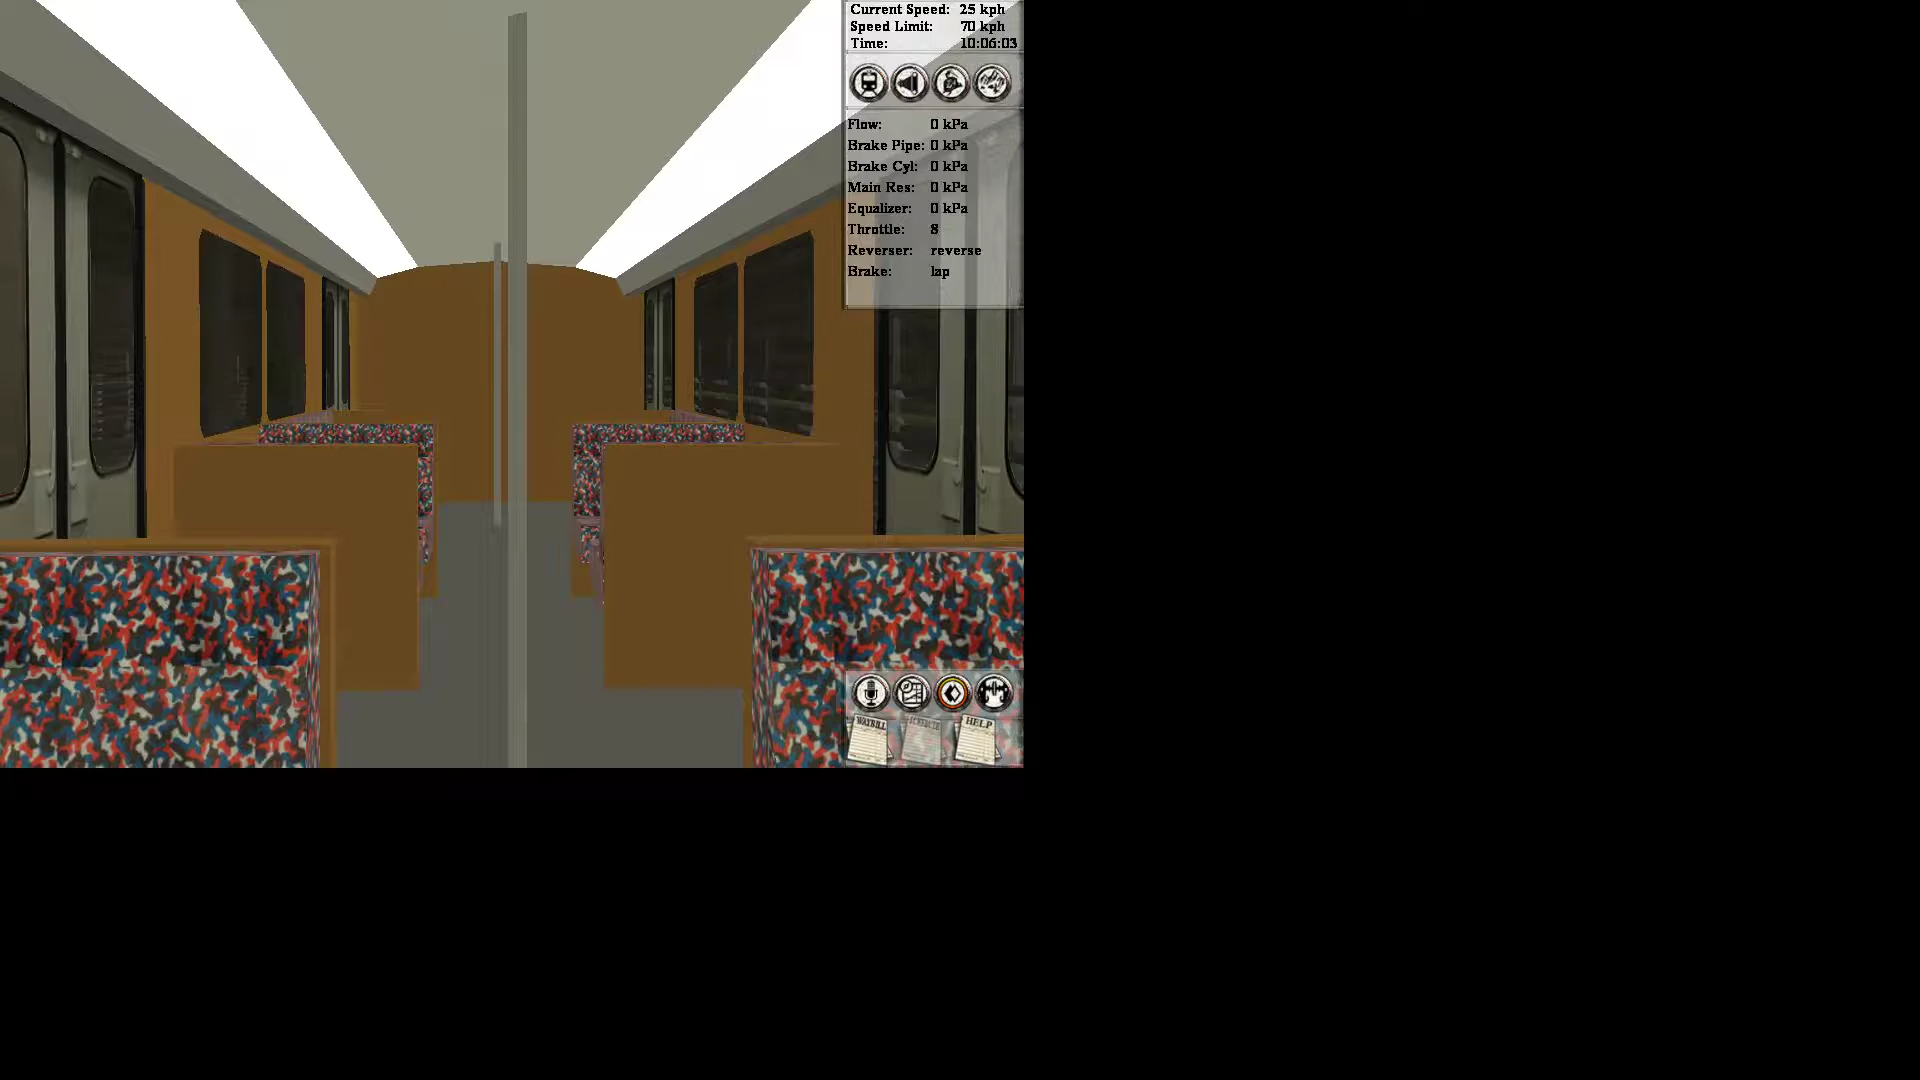 Current Speed: 25 kph
Speed Limit: 70 kph
Time: 10:06:03
Flow: 0 kPa
Brake Pipe: 0 kPa
Brake Cyl: 0 kPa
Main Res: 0 kPa
Equalizer: 0 kPa
Throttle: 8
Reverser: reverse
Brake: lap
WAYBILL
HELP